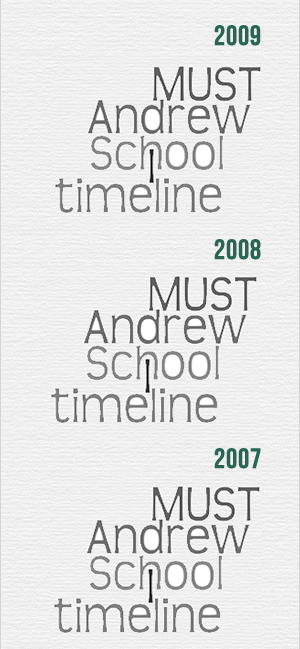 2009
MUST
Andrew
School
timeline
2008
MUST
Andrew
School
timeline
2007
MUST
Andrew
School
timeline